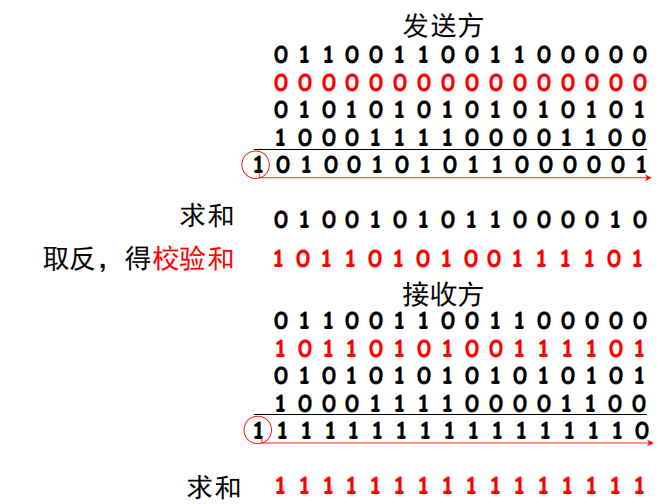 发送方
0 1 1 0 0 1 1 0 0 1 1 0 0 0 0 0
0 0 0 0 0 0 0 0 0 0 0 0 0 0 0 0
0 1 0 1 0 1 0 1 0 1 0 1 0 1 0 1
1 0 0 0 1 1 1 1 0 0 0 0 1 1 0 0
1 0 1 0 0 1 0 1 0 1 1 0 0 0 0 0 1
求和 0 1 0 0 1 0 1 0 1 1 0 0 0 0 1 0
取反，得校验和 1 0 1 1 0 1 0 1 0 0 1 1 1 1 0 1
接收方
0 1 1 0 0 1 1 0 0 1 1 0 0 0 0 0
1 0 1 1 0 1 0 1 0 0 1 1 1 1 0 1
0 1 0 1 0 1 0 1 0 1 0 1 0 1 0 1
1 0 0 0 1 1 1 1 0 0 0 0 1 1 0 0
1 1 1 1 1 1 1 1 1 1 1 1 1 1 1 1 0
求和 1 1 1 1 1 1 1 1 1 1 1 1 1 1 1 1